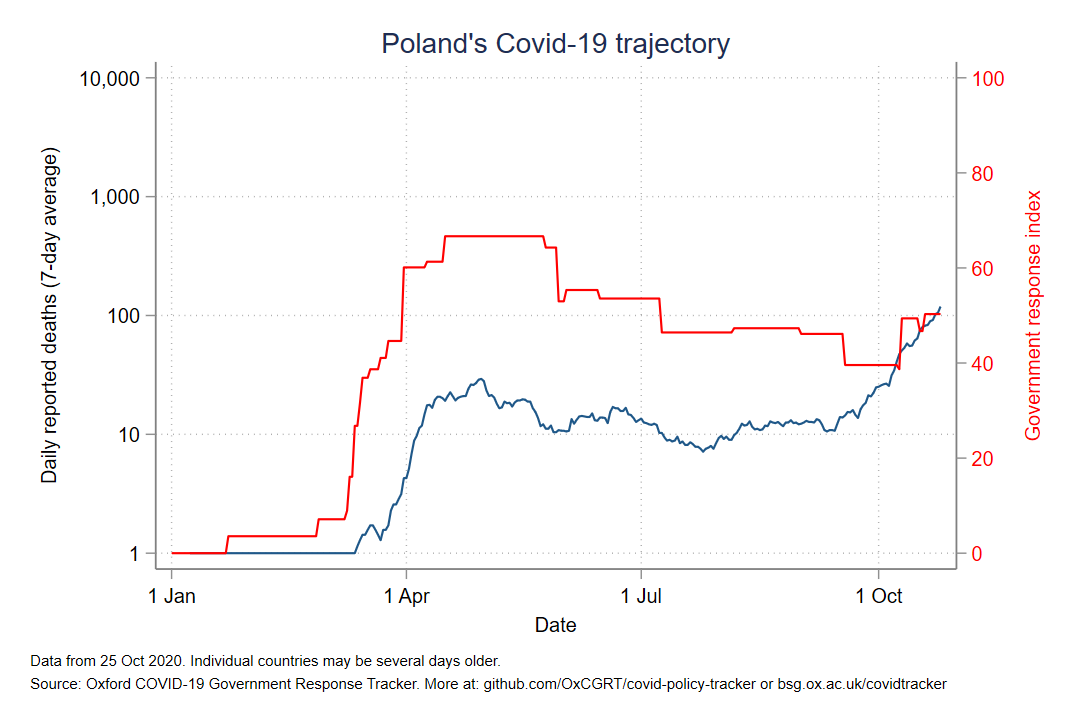 Poland's Covid-19 trajectory
10,000
1,000
100
10
1
Daily reported deaths (7-day average)
100
80
60
40
20
0
Government response index
1 Jan
1 Apr
1 Jul
1 Oct
Date
Data from 25 Oct 2020. Individual countries may be several days older.
Source: Oxford COVID-19 Government Response Tracker. More at: github.com/OxCGRT/covid-policy-tracker or bsg.ox.ac.uk/covidtracker